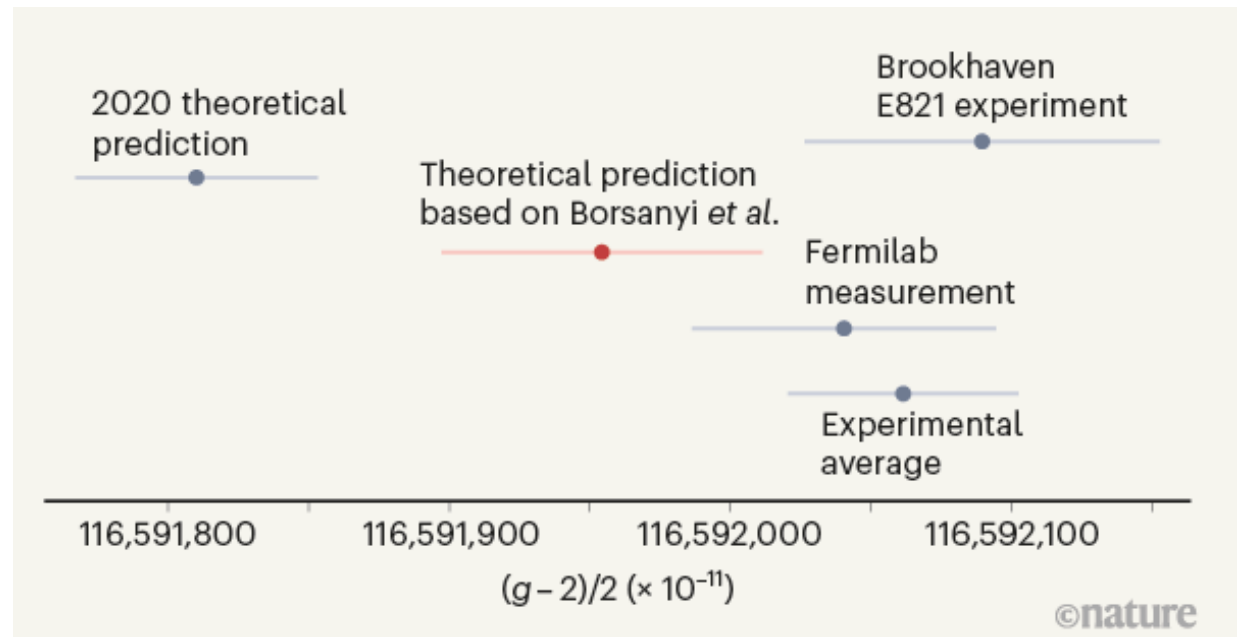 2020 theoretical
prediction
Brookhaven
E821 experiment
Theoretical prediction
based on Borsanyi et al.
Fermilab
measurement
Experimental
average
116,591,800 116,591,900 116,592,000 116,592,100
(g – 2)/2 (× 10⁻¹¹)
©nature